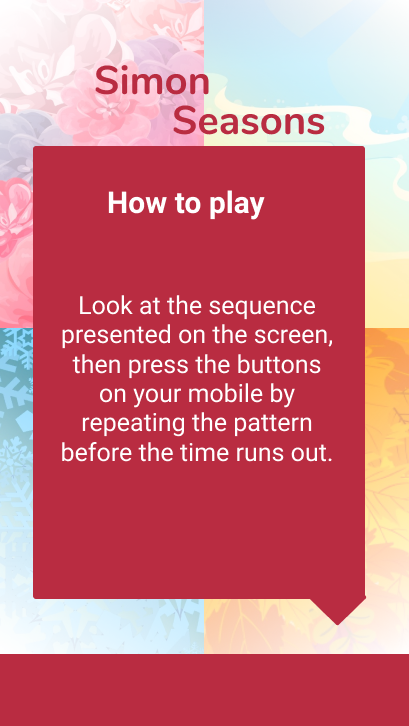 Simon
Seasons
How to play
Look at the sequence
presented on the screen,
then press the buttons
on your mobile by
repeating the pattern
before the time runs out.